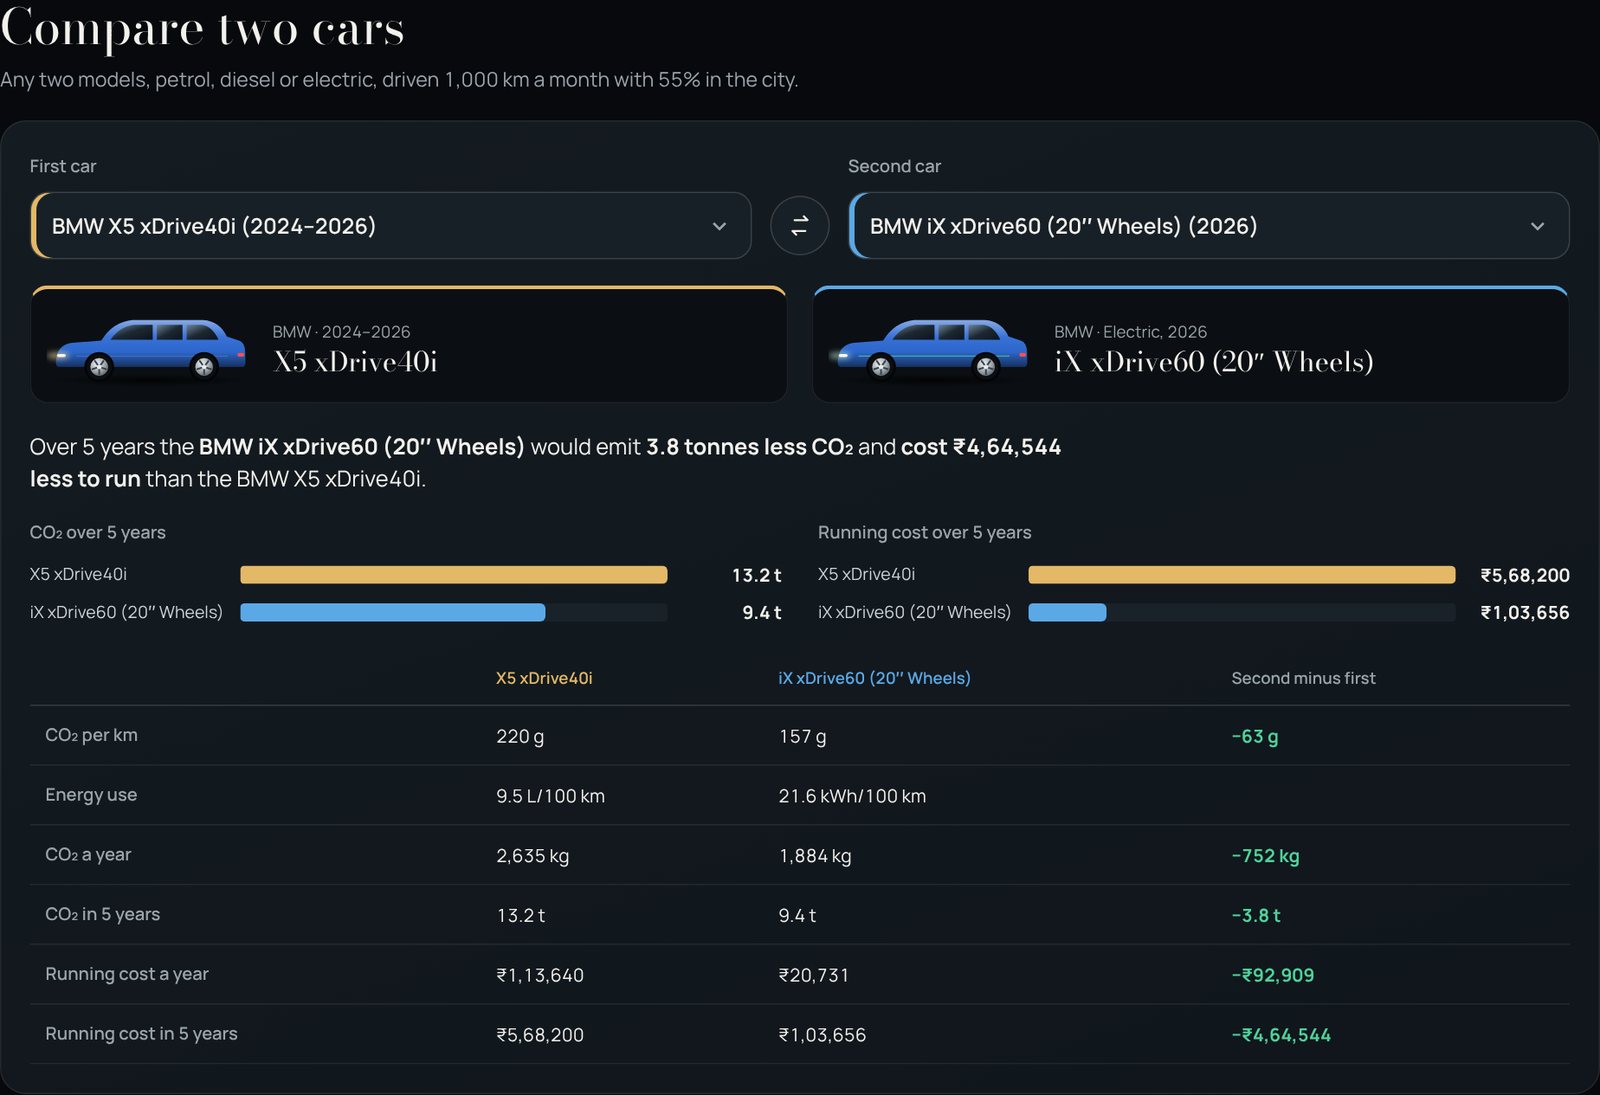 Compare two cars
Any two models, petrol, diesel or electric, driven 1,000 km a month with 55% in the city.
First car
Second car
BMW X5 xDrive40i (2024–2026)
BMW iX xDrive60 (20″ Wheels) (2026)
BMW · 2024–2026
X5 xDrive40i
BMW · Electric, 2026
iX xDrive60 (20″ Wheels)
Over 5 years the BMW iX xDrive60 (20″ Wheels) would emit 3.8 tonnes less CO₂ and cost ₹4,64,544
less to run than the BMW X5 xDrive40i.
CO₂ over 5 years
X5 xDrive40i 13.2 t
iX xDrive60 (20″ Wheels) 9.4 t
Running cost over 5 years
X5 xDrive40i ₹5,68,200
iX xDrive60 (20″ Wheels) ₹1,03,656
X5 xDrive40i iX xDrive60 (20″ Wheels) Second minus first
CO₂ per km 220 g 157 g −63 g
Energy use 9.5 L/100 km 21.6 kWh/100 km
CO₂ a year 2,635 kg 1,884 kg −752 kg
CO₂ in 5 years 13.2 t 9.4 t −3.8 t
Running cost a year ₹1,13,640 ₹20,731 −₹92,909
Running cost in 5 years ₹5,68,200 ₹1,03,656 −₹4,64,544